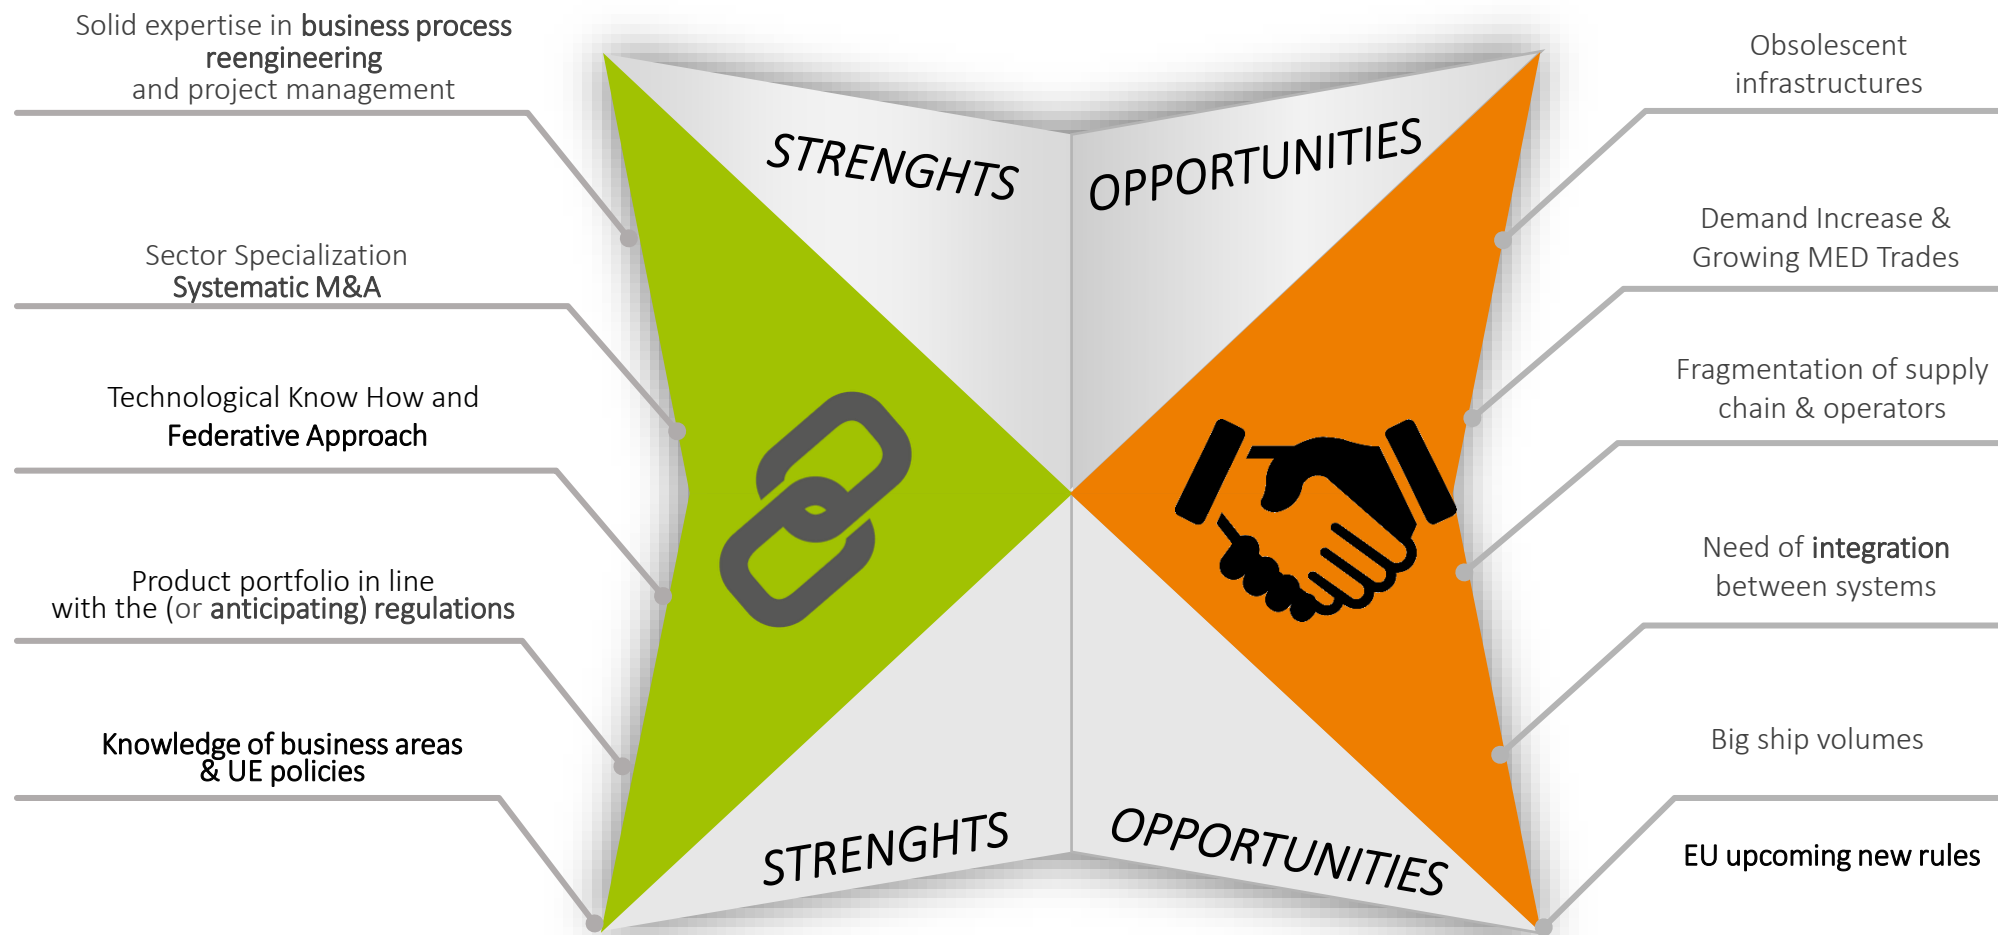 Solid expertise in business process
reengineering
and project management
Sector Specialization
Systematic M&A
Technological Know How and
Federative Approach
Product portfolio in line
with the (or anticipating) regulations
Knowledge of business areas
& UE policies
STRENGHTS
OPPORTUNITIES
STRENGHTS
OPPORTUNITIES
Obsolescent
infrastructures
Demand Increase &
Growing MED Trades
Fragmentation of supply
chain & operators
Need of integration
between systems
Big ship volumes
EU upcoming new rules